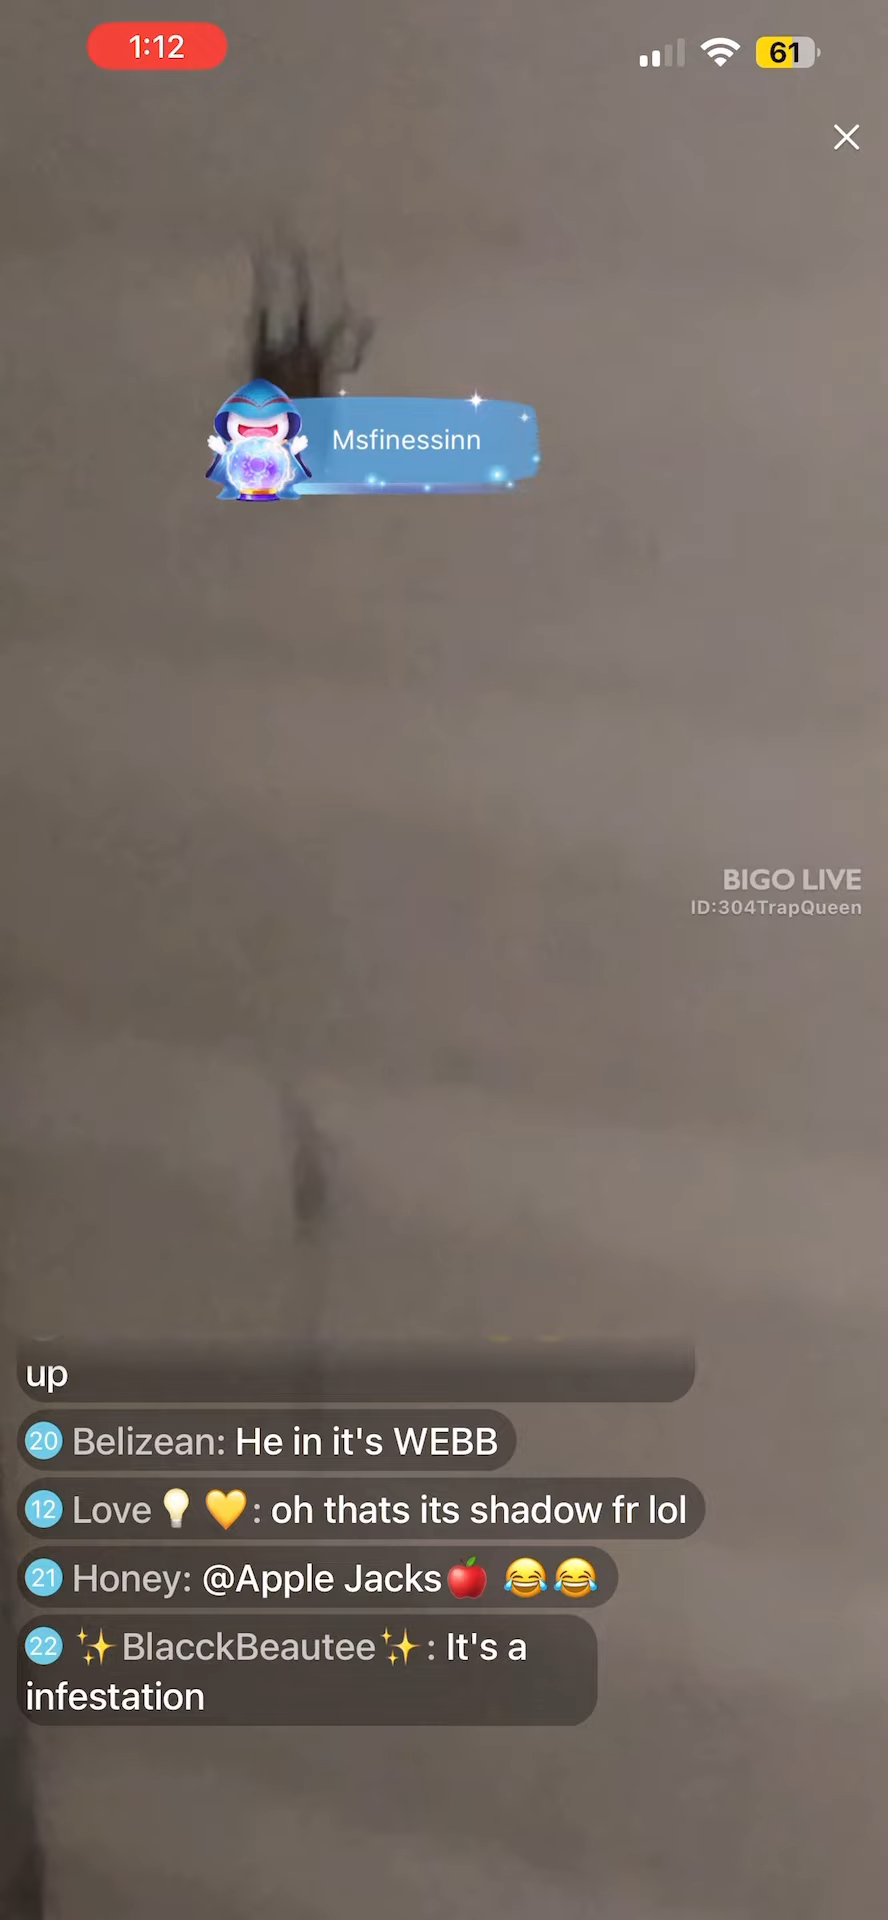 1:12
61
Msfinessinn
BIGO LIVE
ID:304TrapQueen
up
20 Belizean: He in it's WEBB
12 Love💡💛: oh thats its shadow fr lol
21 Honey: @Apple Jacks🍎 😂😂
22 ✨BlacckBeautee✨: It's a
infestation